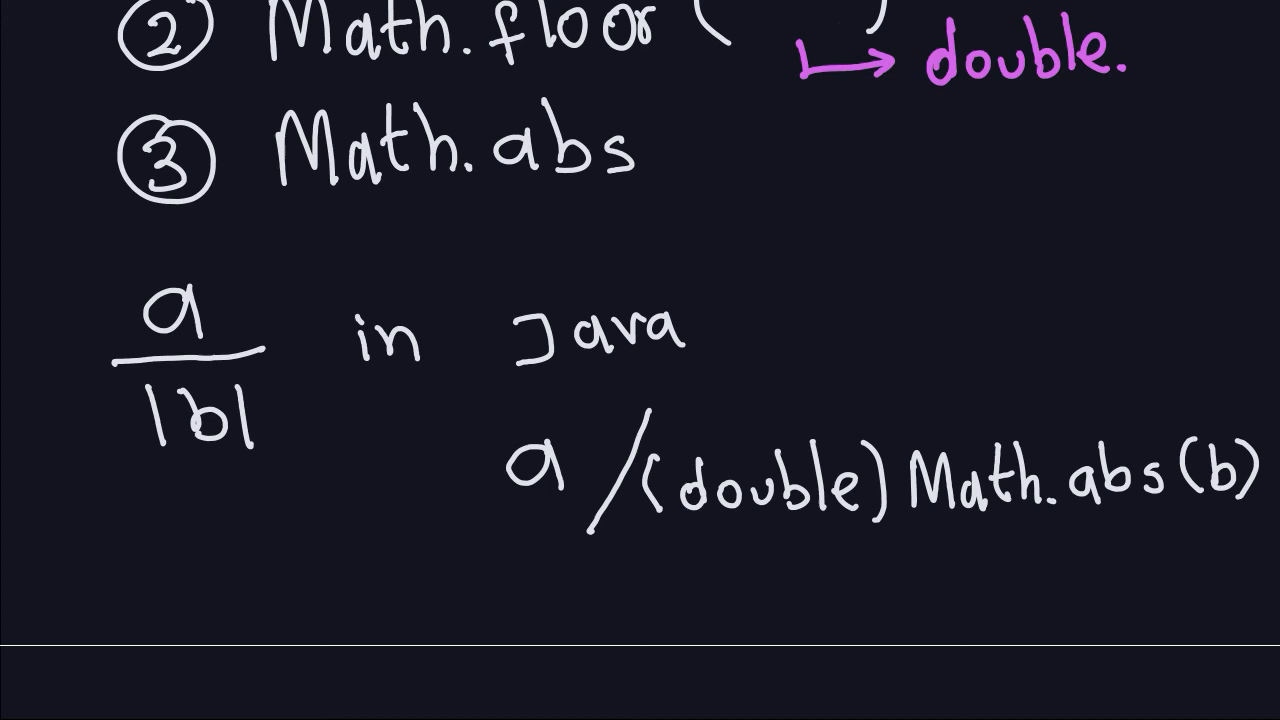 ② Math.floor( )
↳ double.
③ Math.abs
a
in Java
|b|
a /(double) Math.abs(b)